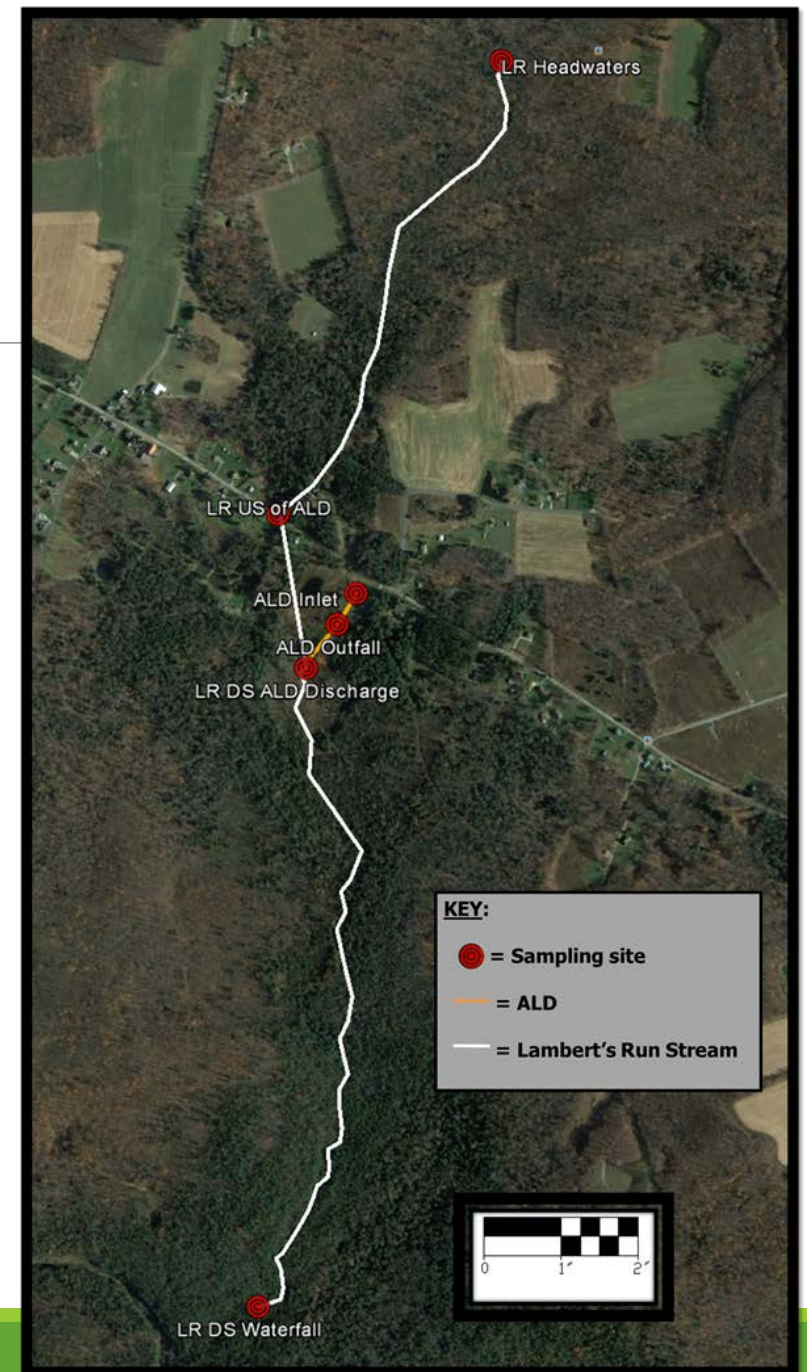 LR Headwaters
LR US of ALD
ALD Inlet
ALD Outfall
LR DS ALD Discharge
KEY:
= Sampling site
= ALD
= Lambert's Run Stream
0 1″ 2″
LR DS Waterfall